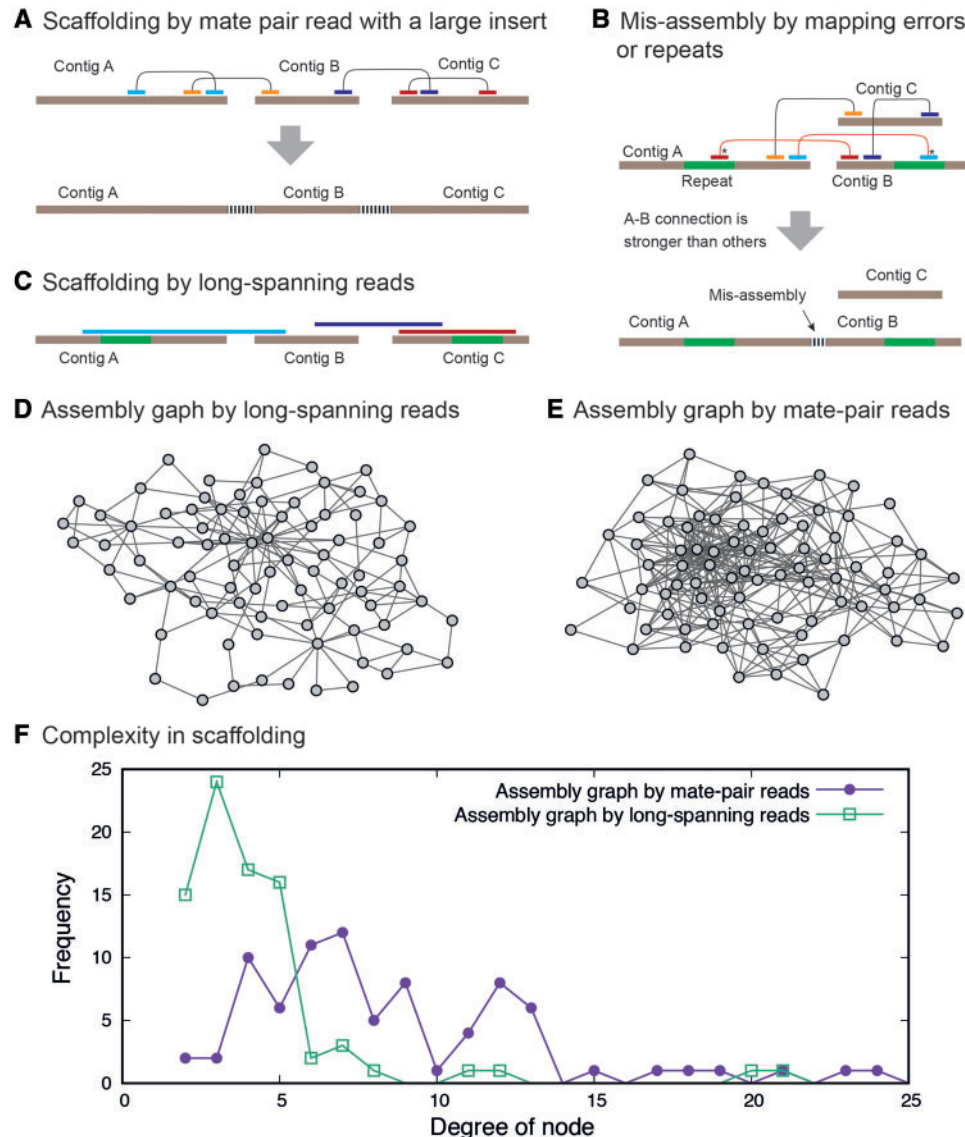 A Scaffolding by mate pair read with a large insert
Contig A
Contig B
Contig C
Contig A
Contig B
Contig C
B Mis-assembly by mapping errors
or repeats
Contig C
Contig A
*
*
Repeat
Contig B
A-B connection is
stronger than others
Contig C
Mis-assembly
Contig A
Contig B
C Scaffolding by long-spanning reads
Contig A
Contig B
Contig C
D Assembly gaph by long-spanning reads
E Assembly graph by mate-pair reads
F Complexity in scaffolding
Assembly graph by mate-pair reads
Assembly graph by long-spanning reads
Frequency
25
20
15
10
5
0
0 5 10 15 20 25
Degree of node